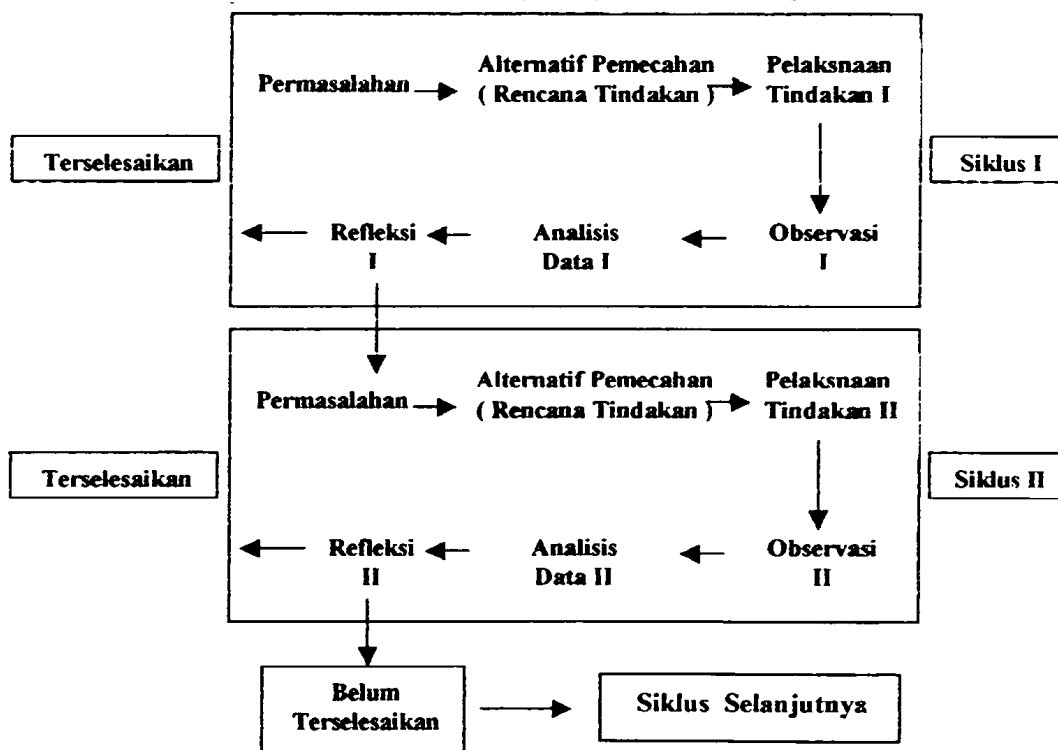 Permasalahan
Alternatif Pemecahan
( Rencana Tindakan )
Pelaksnaan
Tindakan I
Terselesaikan
Siklus I
Refleksi
I
Analisis
Data I
Observasi
I
Permasalahan
Alternatif Pemecahan
( Rencana Tindakan )
Pelaksnaan
Tindakan II
Terselesaikan
Siklus II
Refleksi
II
Analisis
Data II
Observasi
II
Belum
Terselesaikan
Siklus Selanjutnya